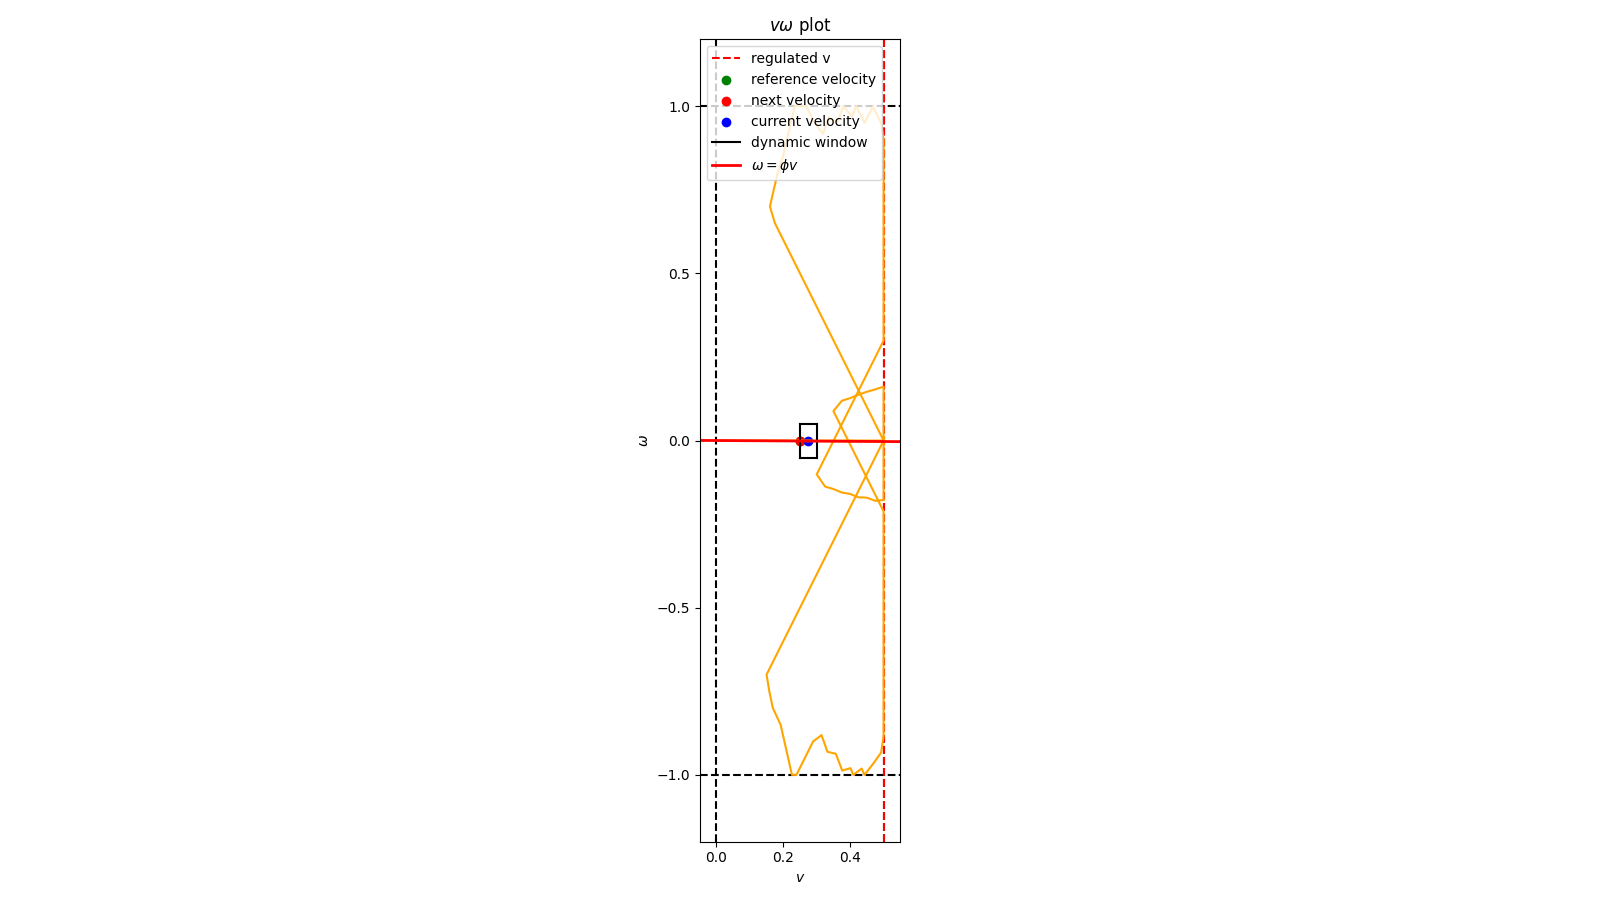 vω plot
regulated v
reference velocity
next velocity
current velocity
dynamic window
ω = ϕv
1.0
0.5
0.0
−0.5
−1.0
ω
0.0 0.2 0.4
v